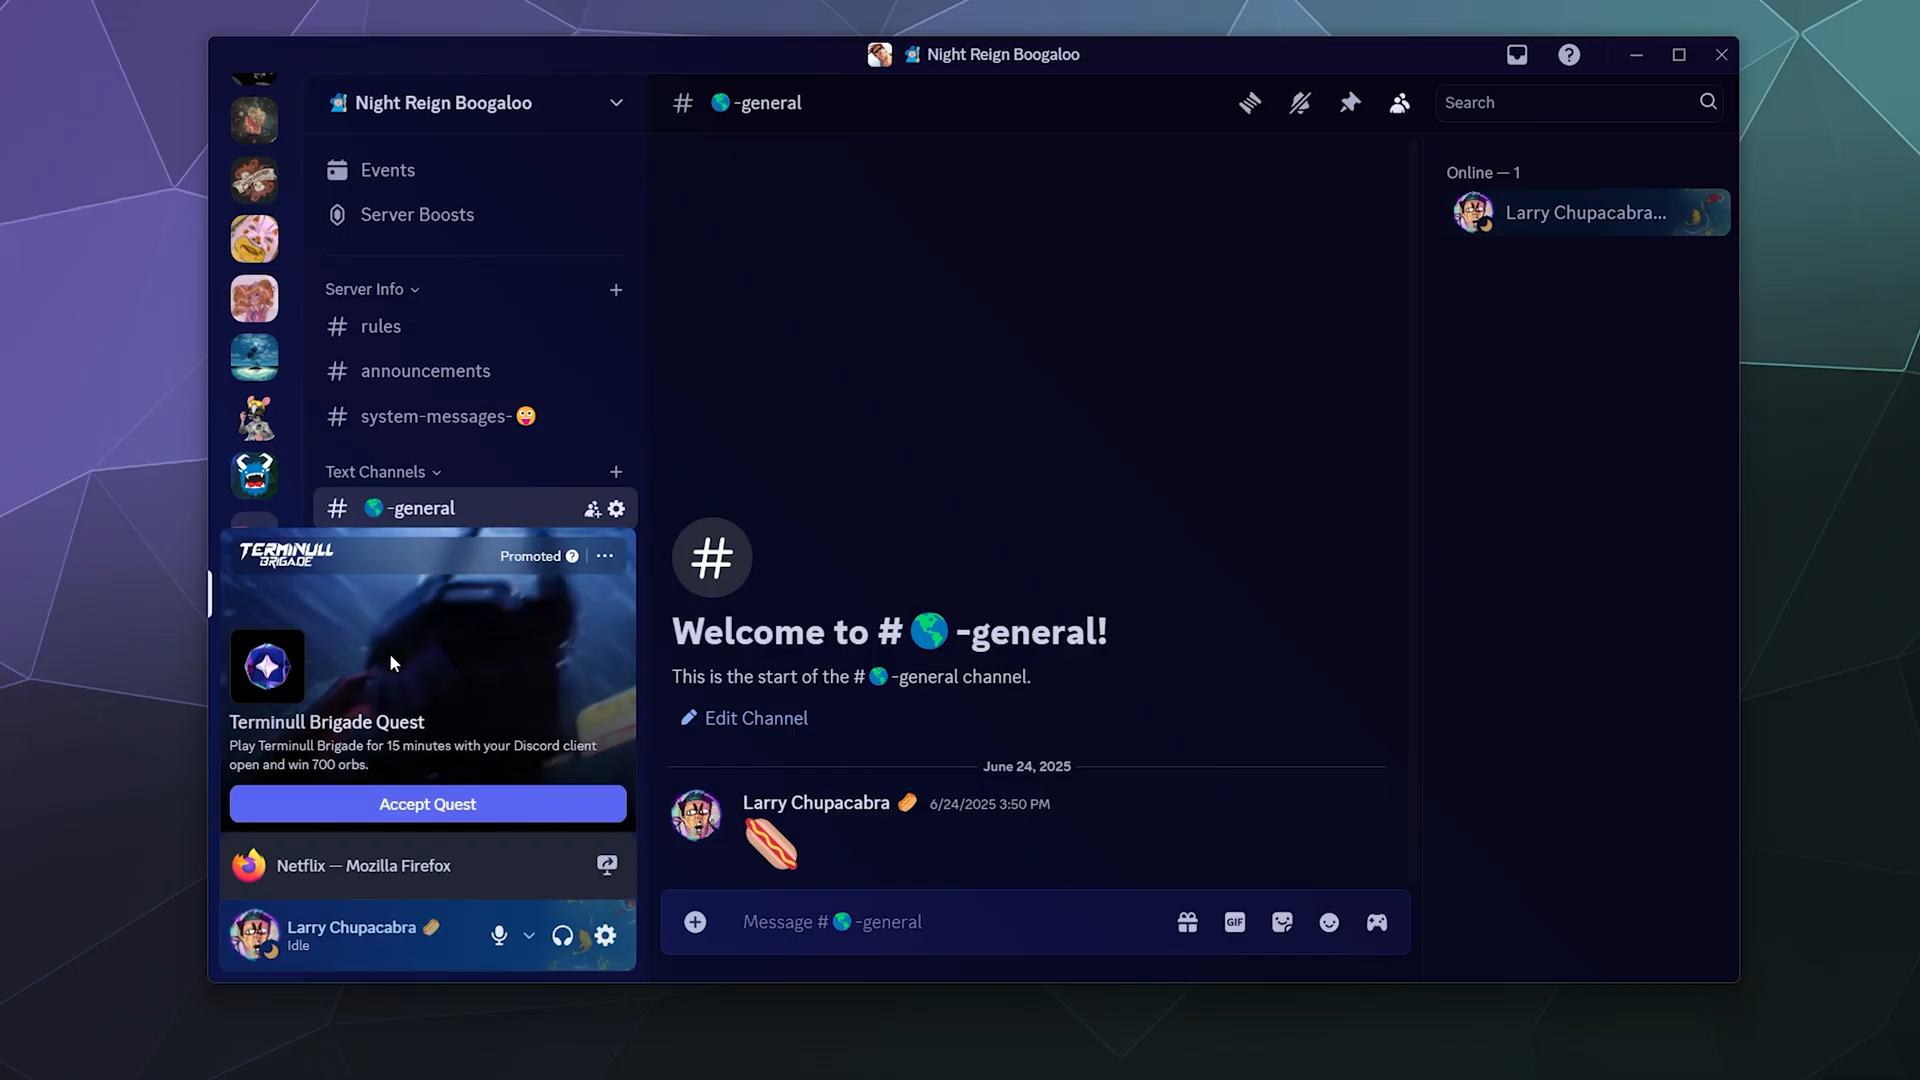 Night Reign Boogaloo
Night Reign Boogaloo
-general
Search
Events
Server Boosts
Online — 1
Larry Chupacabra...
Server Info
rules
announcements
system-messages-
Text Channels
-general
TERMINULL
BRIGADE
Promoted
Terminull Brigade Quest
Play Terminull Brigade for 15 minutes with your Discord client
open and win 700 orbs.
Accept Quest
Netflix — Mozilla Firefox
Larry Chupacabra
Idle
Welcome to # -general!
This is the start of the # -general channel.
Edit Channel
June 24, 2025
Larry Chupacabra 6/24/2025 3:50 PM
Message # -general
GIF